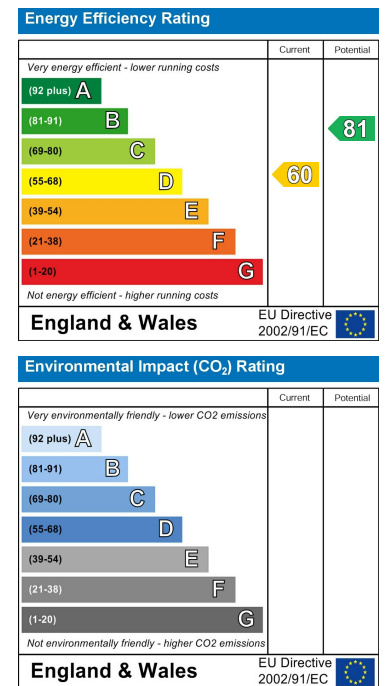 Energy Efficiency Rating
Current Potential
Very energy efficient - lower running costs
(92 plus) A
(81-91) B
81
(69-80) C
(55-68) D
60
(39-54) E
(21-38) F
(1-20) G
Not energy efficient - higher running costs
England & Wales
EU Directive
2002/91/EC
Environmental Impact (CO₂) Rating
Current Potential
Very environmentally friendly - lower CO2 emissions
(92 plus) A
(81-91) B
(69-80) C
(55-68) D
(39-54) E
(21-38) F
(1-20) G
Not environmentally friendly - higher CO2 emissions
England & Wales
EU Directive
2002/91/EC